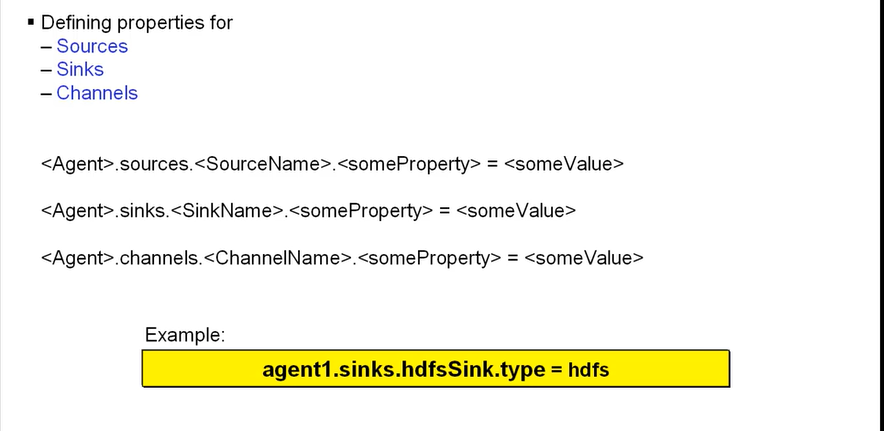 ▪ Defining properties for
– Sources
– Sinks
– Channels
<Agent>.sources.<SourceName>.<someProperty> = <someValue>
<Agent>.sinks.<SinkName>.<someProperty> = <someValue>
<Agent>.channels.<ChannelName>.<someProperty> = <someValue>
Example:
agent1.sinks.hdfsSink.type = hdfs